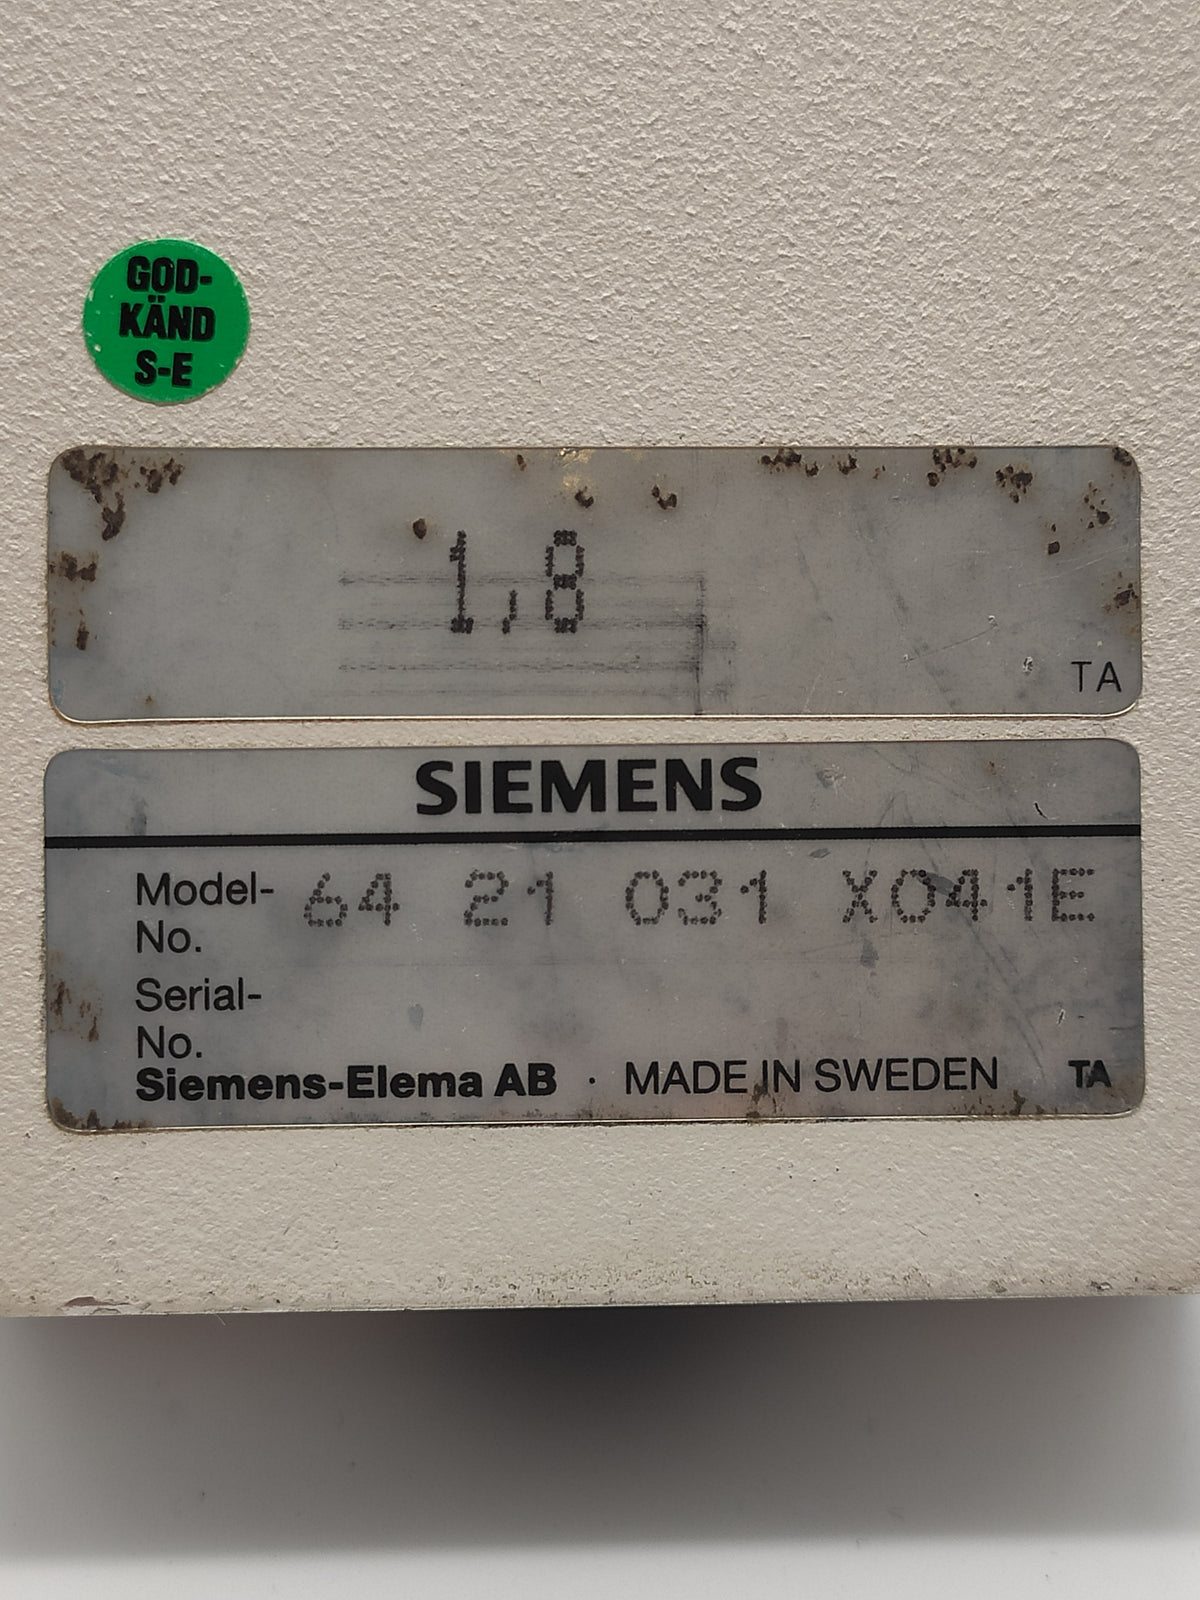 GOD-
KÄND
S-E
1,8
TA
SIEMENS
Model- 64 21 031 X041E
No.
Serial-
No.
Siemens-Elema AB · MADE IN SWEDEN TA